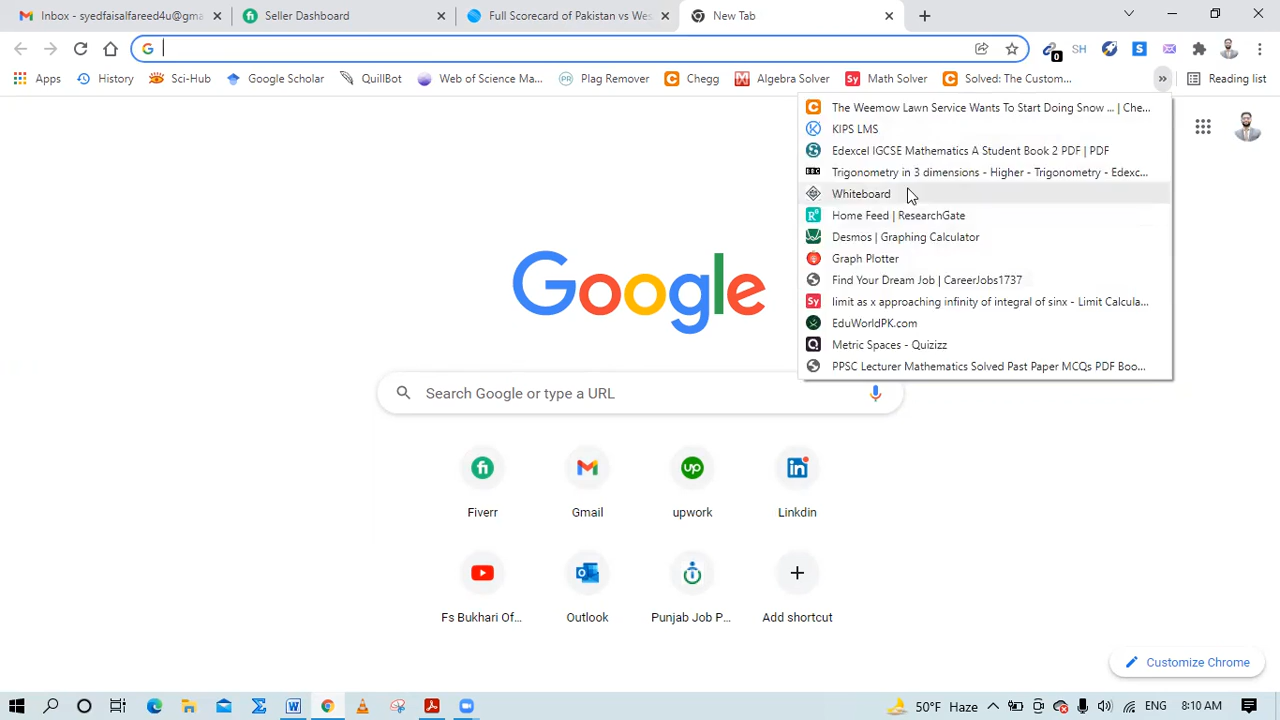 Inbox - syedfaisalfareed4u@gma
Seller Dashboard
Full Scorecard of Pakistan vs Wes
New Tab
0
SH
Apps
History
Sci-Hub
Google Scholar
QuillBot
Web of Science Ma...
Plag Remover
Chegg
Algebra Solver
Math Solver
Solved: The Custom...
Reading list
The Weemow Lawn Service Wants To Start Doing Snow ... | Che...
KIPS LMS
Edexcel IGCSE Mathematics A Student Book 2 PDF | PDF
Trigonometry in 3 dimensions - Higher - Trigonometry - Edexc...
Whiteboard
Home Feed | ResearchGate
Desmos | Graphing Calculator
Graph Plotter
Find Your Dream Job | CareerJobs1737
limit as x approaching infinity of integral of sinx - Limit Calcula...
EduWorldPK.com
Metric Spaces - Quizizz
PPSC Lecturer Mathematics Solved Past Paper MCQs PDF Boo...
Google
Search Google or type a URL
Fiverr
Gmail
upwork
Linkdin
Fs Bukhari Of...
Outlook
Punjab Job P...
Add shortcut
Customize Chrome
50°F Haze
ENG
8:10 AM